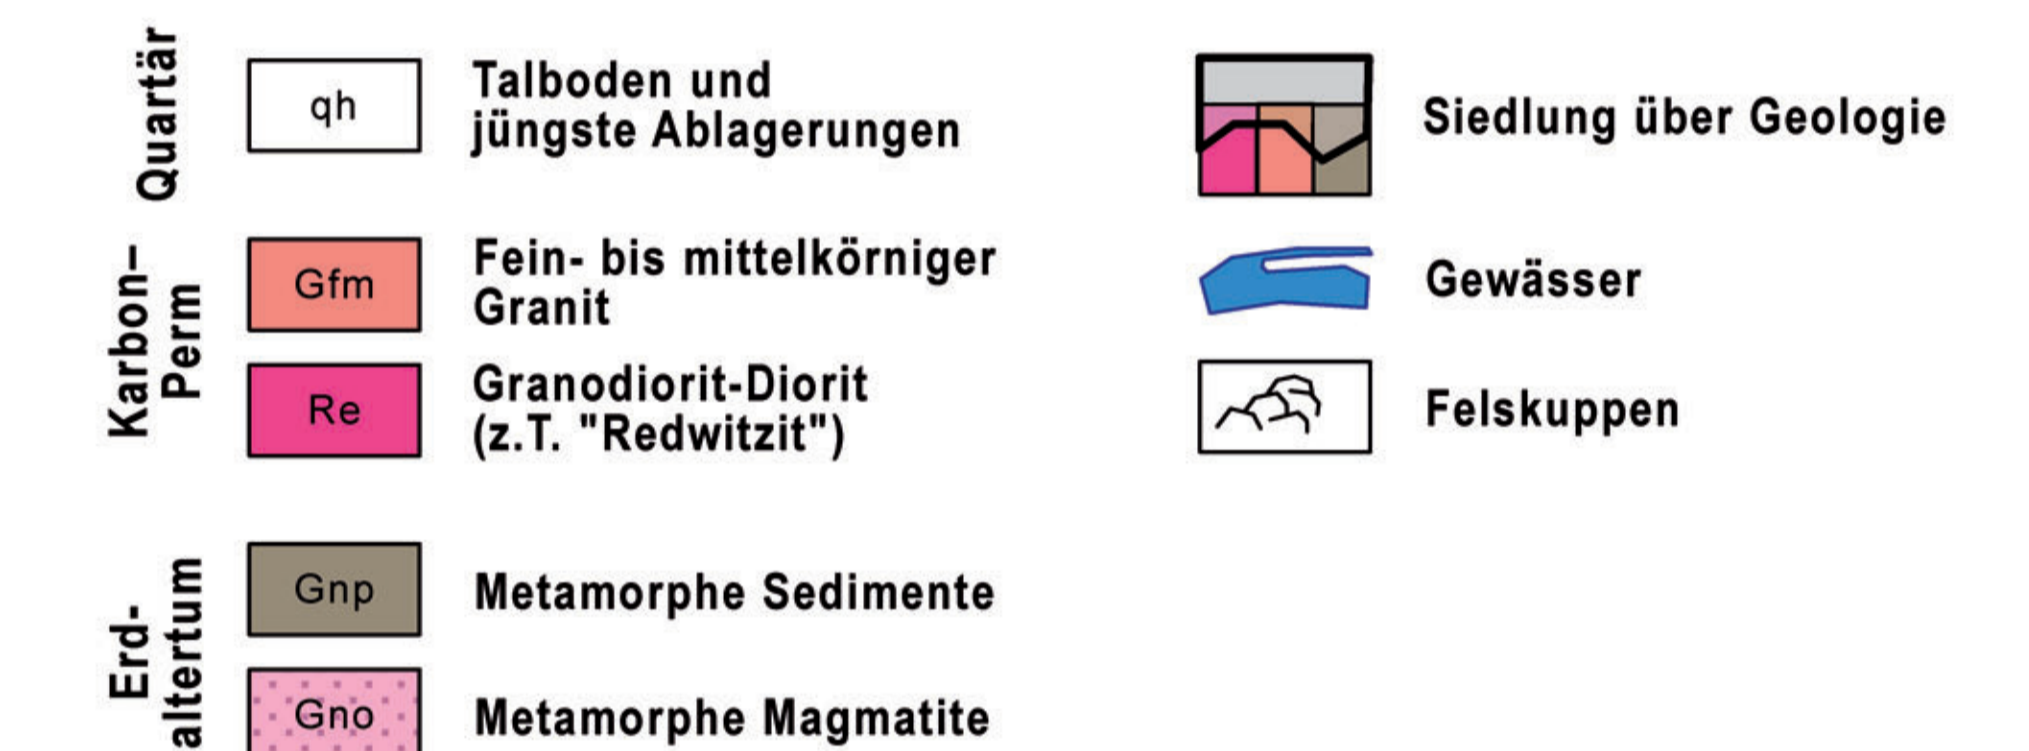 Quartär
qh
Talboden und
jüngste Ablagerungen
Karbon–
Perm
Gfm
Fein- bis mittelkörniger
Granit
Re
Granodiorit-Diorit
(z.T. "Redwitzit")
Erd-
altertum
Gnp
Metamorphe Sedimente
Gno
Metamorphe Magmatite
Siedlung über Geologie
Gewässer
Felskuppen